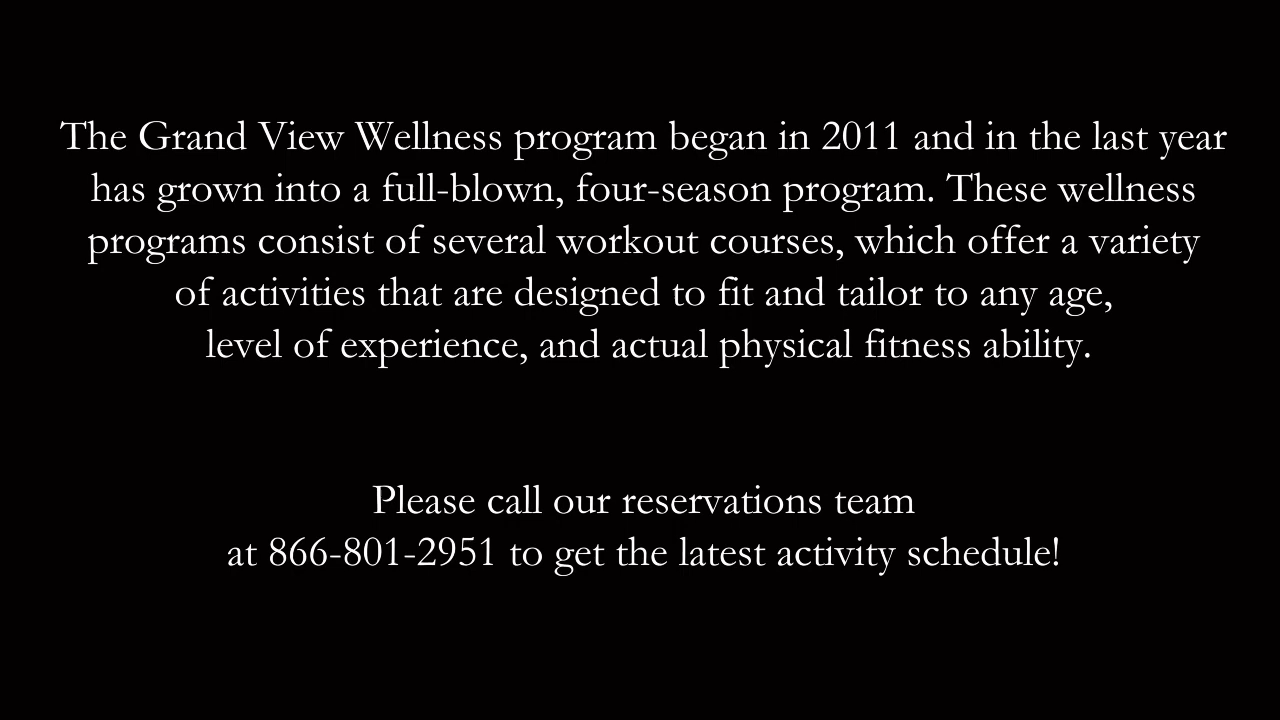 The Grand View Wellness program began in 2011 and in the last year
has grown into a full-blown, four-season program. These wellness
programs consist of several workout courses, which offer a variety
of activities that are designed to fit and tailor to any age,
level of experience, and actual physical fitness ability.
Please call our reservations team
at 866-801-2951 to get the latest activity schedule!